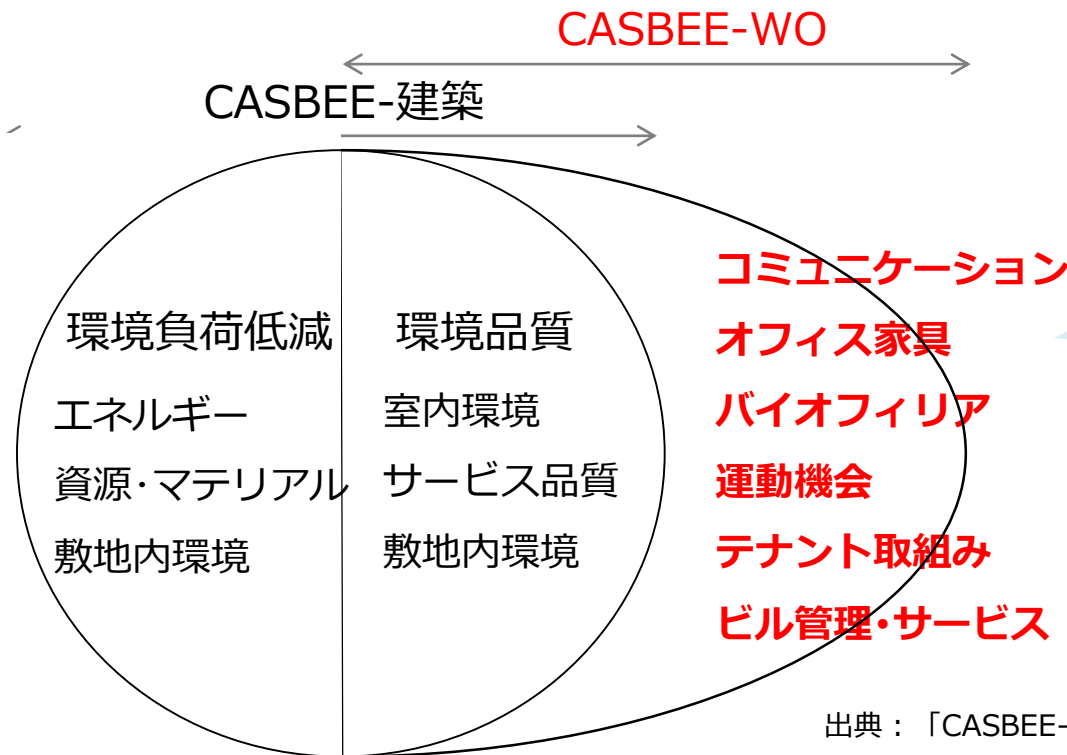 CASBEE-WO
CASBEE-建築
環境負荷低減
エネルギー
資源・マテリアル
敷地内環境
環境品質
室内環境
サービス品質
敷地内環境
コミュニケーション
オフィス家具
バイオフィリア
運動機会
テナント取組み
ビル管理・サービス
出典：「CASBEE-